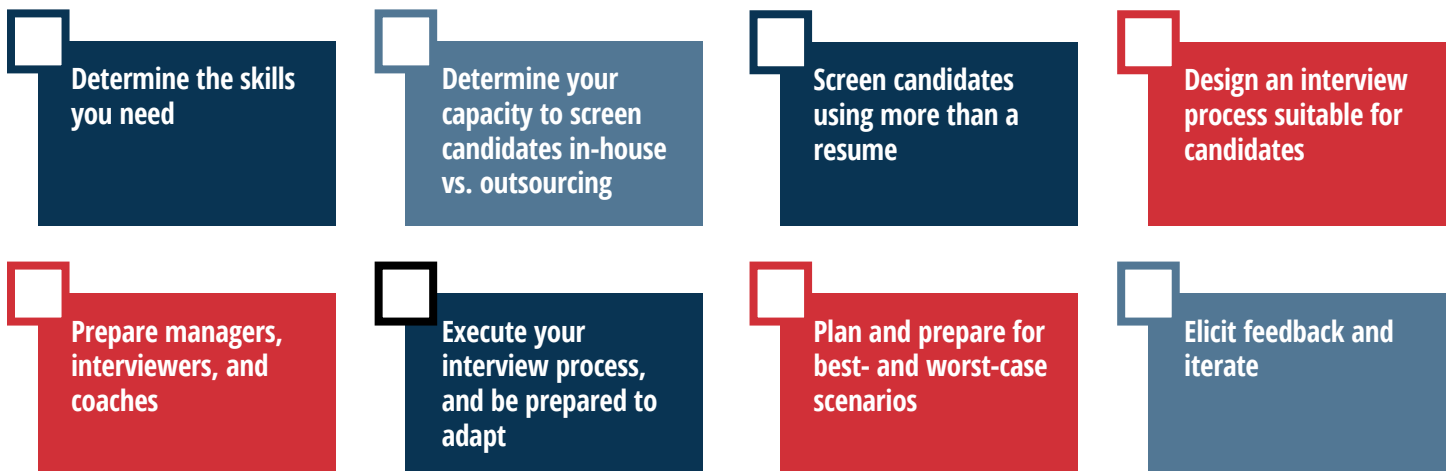 Determine the skills
you need
Determine your
capacity to screen
candidates in-house
vs. outsourcing
Screen candidates
using more than a
resume
Design an interview
process suitable for
candidates
Prepare managers,
interviewers, and
coaches
Execute your
interview process,
and be prepared to
adapt
Plan and prepare for
best- and worst-case
scenarios
Elicit feedback and
iterate